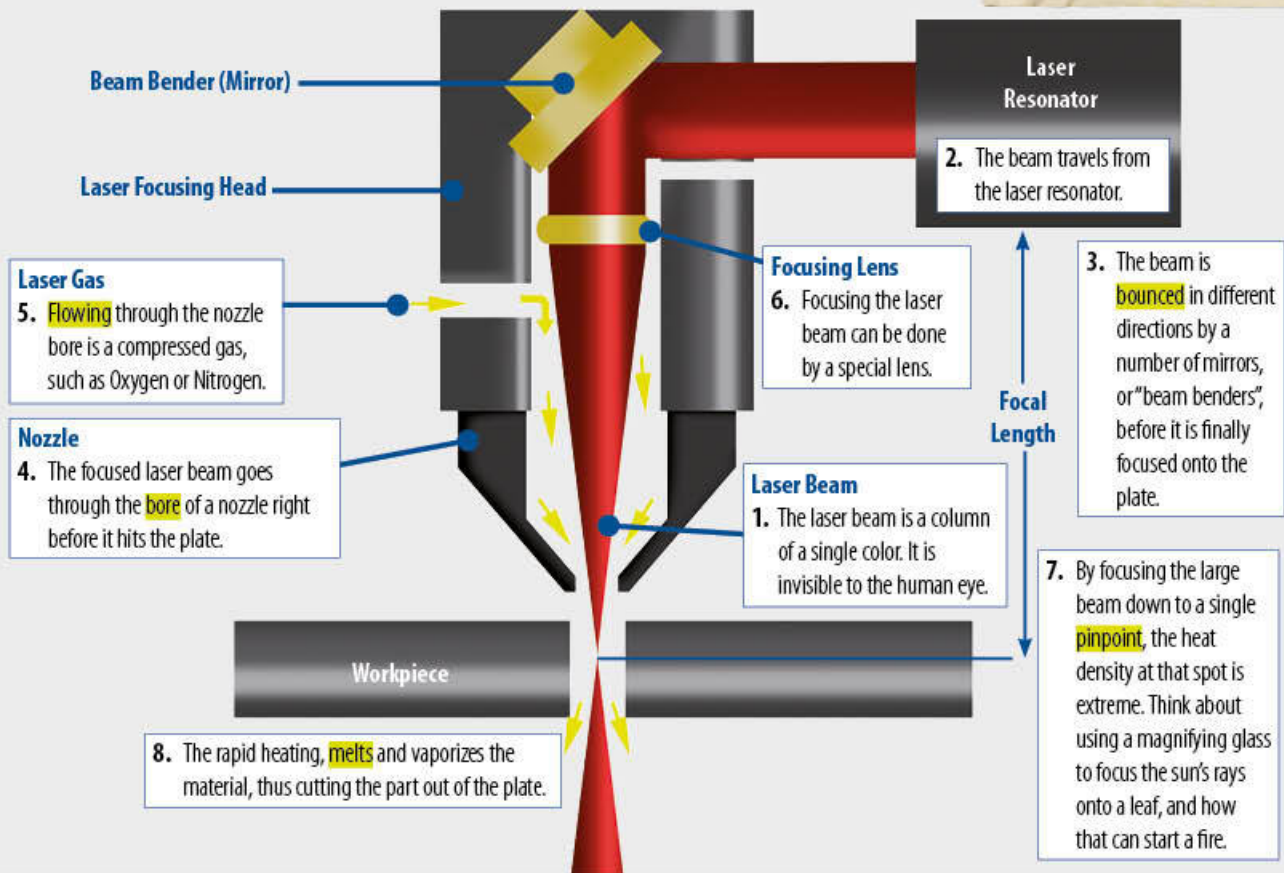 Beam Bender (Mirror)
Laser Focusing Head
Laser
Resonator
2. The beam travels from
the laser resonator.
Laser Gas
5. Flowing through the nozzle
bore is a compressed gas,
such as Oxygen or Nitrogen.
Focusing Lens
6. Focusing the laser
beam can be done
by a special lens.
3. The beam is
bounced in different
directions by a
number of mirrors,
or "beam benders",
before it is finally
focused onto the
plate.
Focal
Length
Nozzle
4. The focused laser beam goes
through the bore of a nozzle right
before it hits the plate.
Laser Beam
1. The laser beam is a column
of a single color. It is
invisible to the human eye.
7. By focusing the large
beam down to a single
pinpoint, the heat
density at that spot is
extreme. Think about
using a magnifying glass
to focus the sun's rays
onto a leaf, and how
that can start a fire.
Workpiece
8. The rapid heating, melts and vaporizes the
material, thus cutting the part out of the plate.